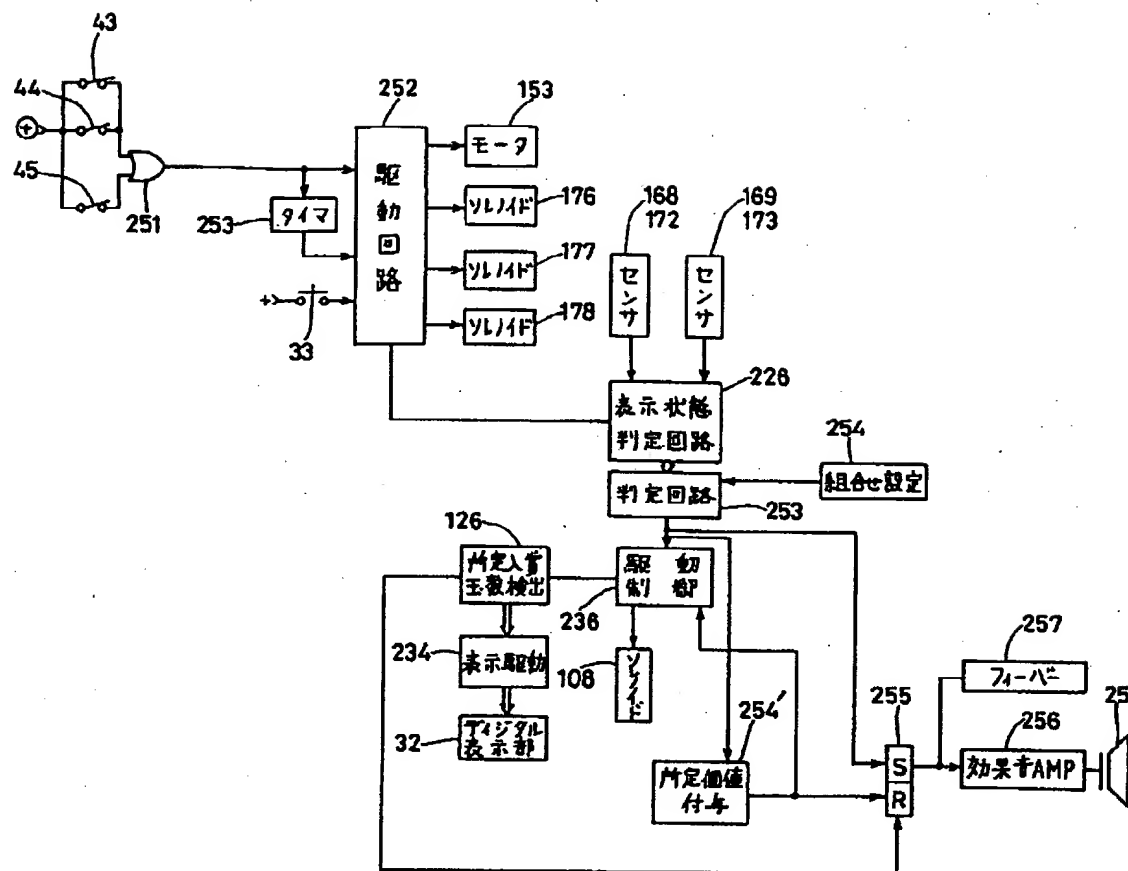 43
44
45
251
253
タイマ
+
33
252
駆動回路
153
モータ
176
ソレノイド
177
ソレノイド
178
ソレノイド
168
172
センサ
169
173
センサ
226
表示状態
判定回路
254
組合せ設定
判定回路
253
126
所定入賞
玉数検出
駆動
制御
236
234
表示駆動
108
ソレノイド
32
ディジタル
表示部
254'
所定価値
付与
255
S
R
257
フィーバー
256
効果音AMP
25